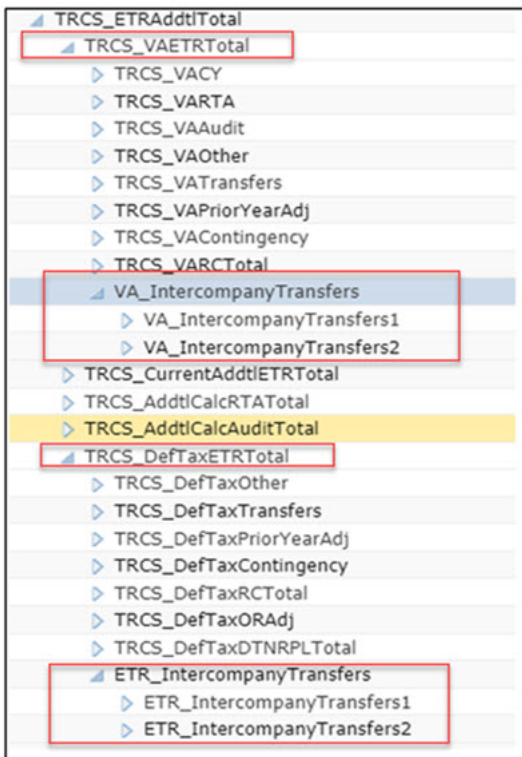 TRCS_ETRAddtlTotal
TRCS_VAETRTotal
TRCS_VACY
TRCS_VARTA
TRCS_VAAudit
TRCS_VAOther
TRCS_VATransfers
TRCS_VAPriorYearAdj
TRCS_VAContingency
TRCS_VARCTotal
VA_IntercompanyTransfers
VA_IntercompanyTransfers1
VA_IntercompanyTransfers2
TRCS_CurrentAddtlETRTotal
TRCS_AddtlCalcRTATotal
TRCS_AddtlCalcAuditTotal
TRCS_DefTaxETRTotal
TRCS_DefTaxOther
TRCS_DefTaxTransfers
TRCS_DefTaxPriorYearAdj
TRCS_DefTaxContingency
TRCS_DefTaxRCTotal
TRCS_DefTaxORAdj
TRCS_DefTaxDTNRPLTotal
ETR_IntercompanyTransfers
ETR_IntercompanyTransfers1
ETR_IntercompanyTransfers2